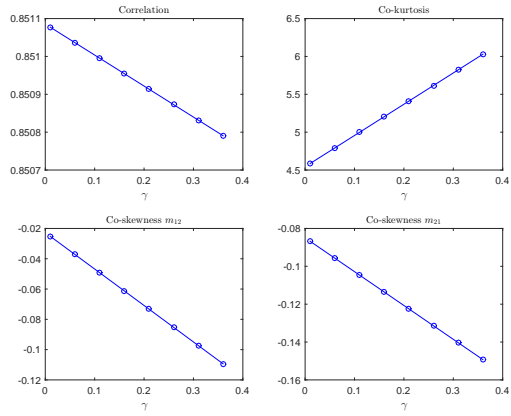 Correlation
0.8511
0.851
0.8509
0.8508
0.8507
0 0.1 0.2 0.3 0.4
γ
Co-kurtosis
6.5
6
5.5
5
4.5
0 0.1 0.2 0.3 0.4
γ
Co-skewness m₁₂
-0.02
-0.04
-0.06
-0.08
-0.1
-0.12
0 0.1 0.2 0.3 0.4
γ
Co-skewness m₂₁
-0.08
-0.1
-0.12
-0.14
-0.16
0 0.1 0.2 0.3 0.4
γ